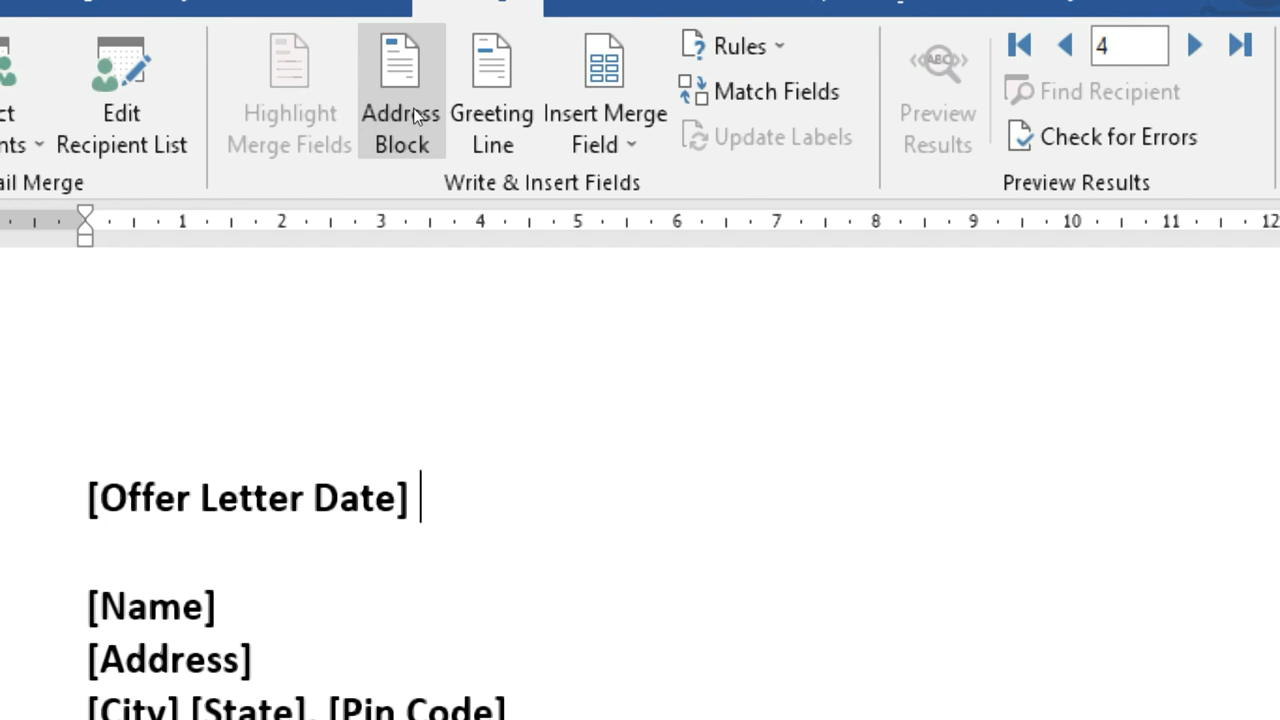 ct
nts
Edit
Recipient List
ail Merge
Highlight
Merge Fields
Address
Block
Greeting
Line
Insert Merge
Field
Rules
Match Fields
Update Labels
Write & Insert Fields
ABC
Preview
Results
4
Find Recipient
Check for Errors
Preview Results
1 2 3 4 5 6 7 8 9 10 11 12
[Offer Letter Date]
[Name]
[Address]
[City] [State], [Pin Code]